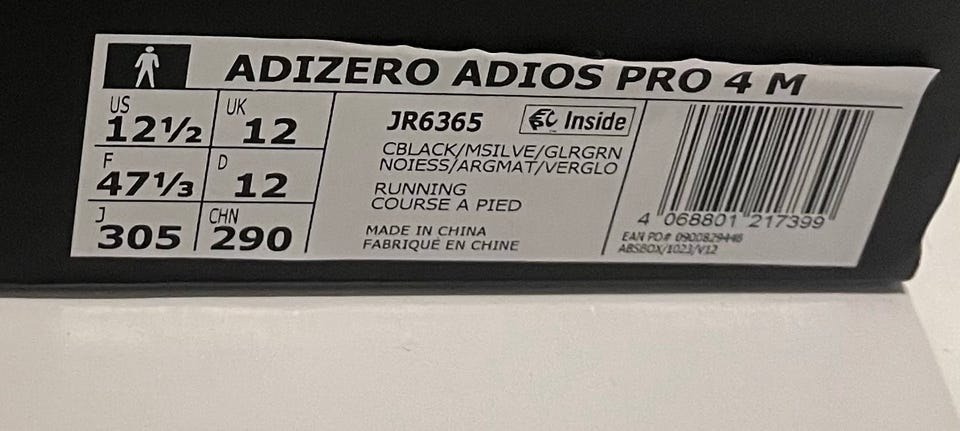 ADIZERO ADIOS PRO 4 M
US 12½ UK 12
F 47⅓ D 12
J 305 CHN 290
JR6365 Inside
CBLACK/MSILVE/GLRGRN
NOIESS/ARGMAT/VERGLO
RUNNING
COURSE A PIED
MADE IN CHINA
FABRIQUÉ EN CHINE
4 068801 217399
EAN PO# 0900829446
ABSBOX/1023/V12